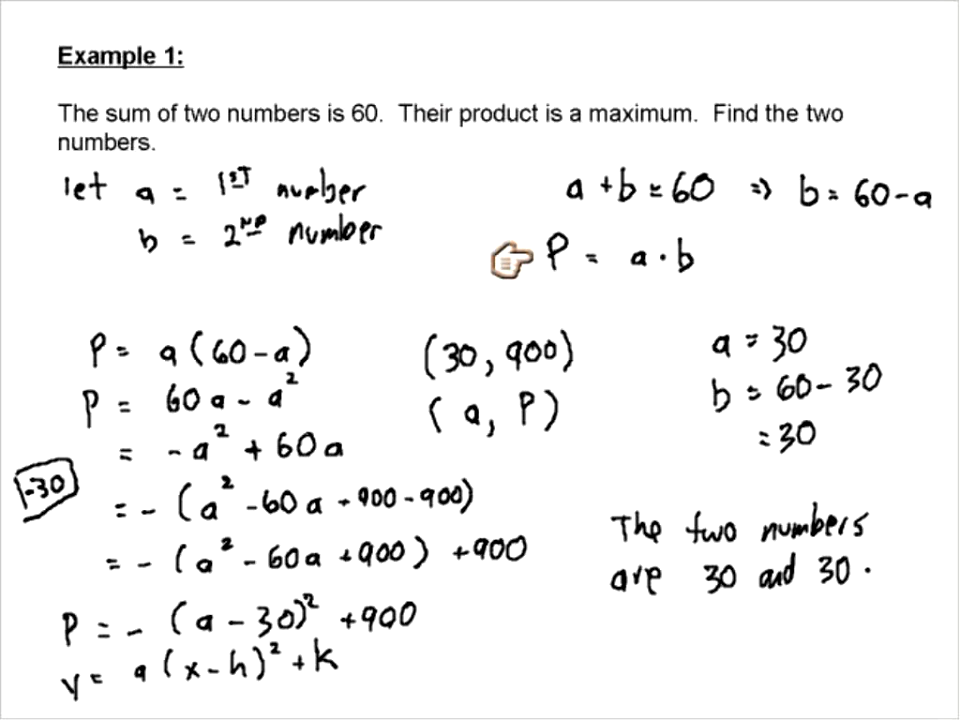 Example 1:
The sum of two numbers is 60. Their product is a maximum. Find the two
numbers.
let a = 1ST number
b = 2ND number
a + b = 60 => b = 60 - a
P = a · b
P = a(60 - a)
P = 60a - a²
= -a² + 60a
-30
= -(a² - 60a + 900 - 900)
= -(a² - 60a + 900) + 900
P = -(a - 30)² + 900
y = a(x - h)² + k
(30, 900)
(a, P)
a = 30
b = 60 - 30
= 30
The two numbers
are 30 and 30.